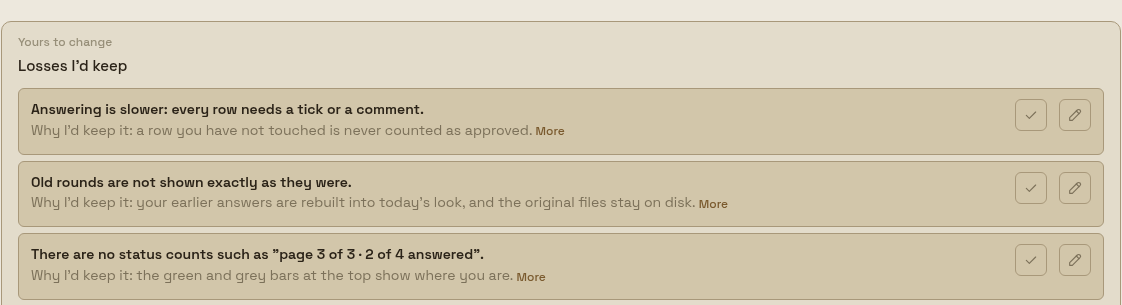 Yours to change
Losses I'd keep
Answering is slower: every row needs a tick or a comment.
Why I'd keep it: a row you have not touched is never counted as approved. More
Old rounds are not shown exactly as they were.
Why I'd keep it: your earlier answers are rebuilt into today's look, and the original files stay on disk. More
There are no status counts such as "page 3 of 3 · 2 of 4 answered".
Why I'd keep it: the green and grey bars at the top show where you are. More